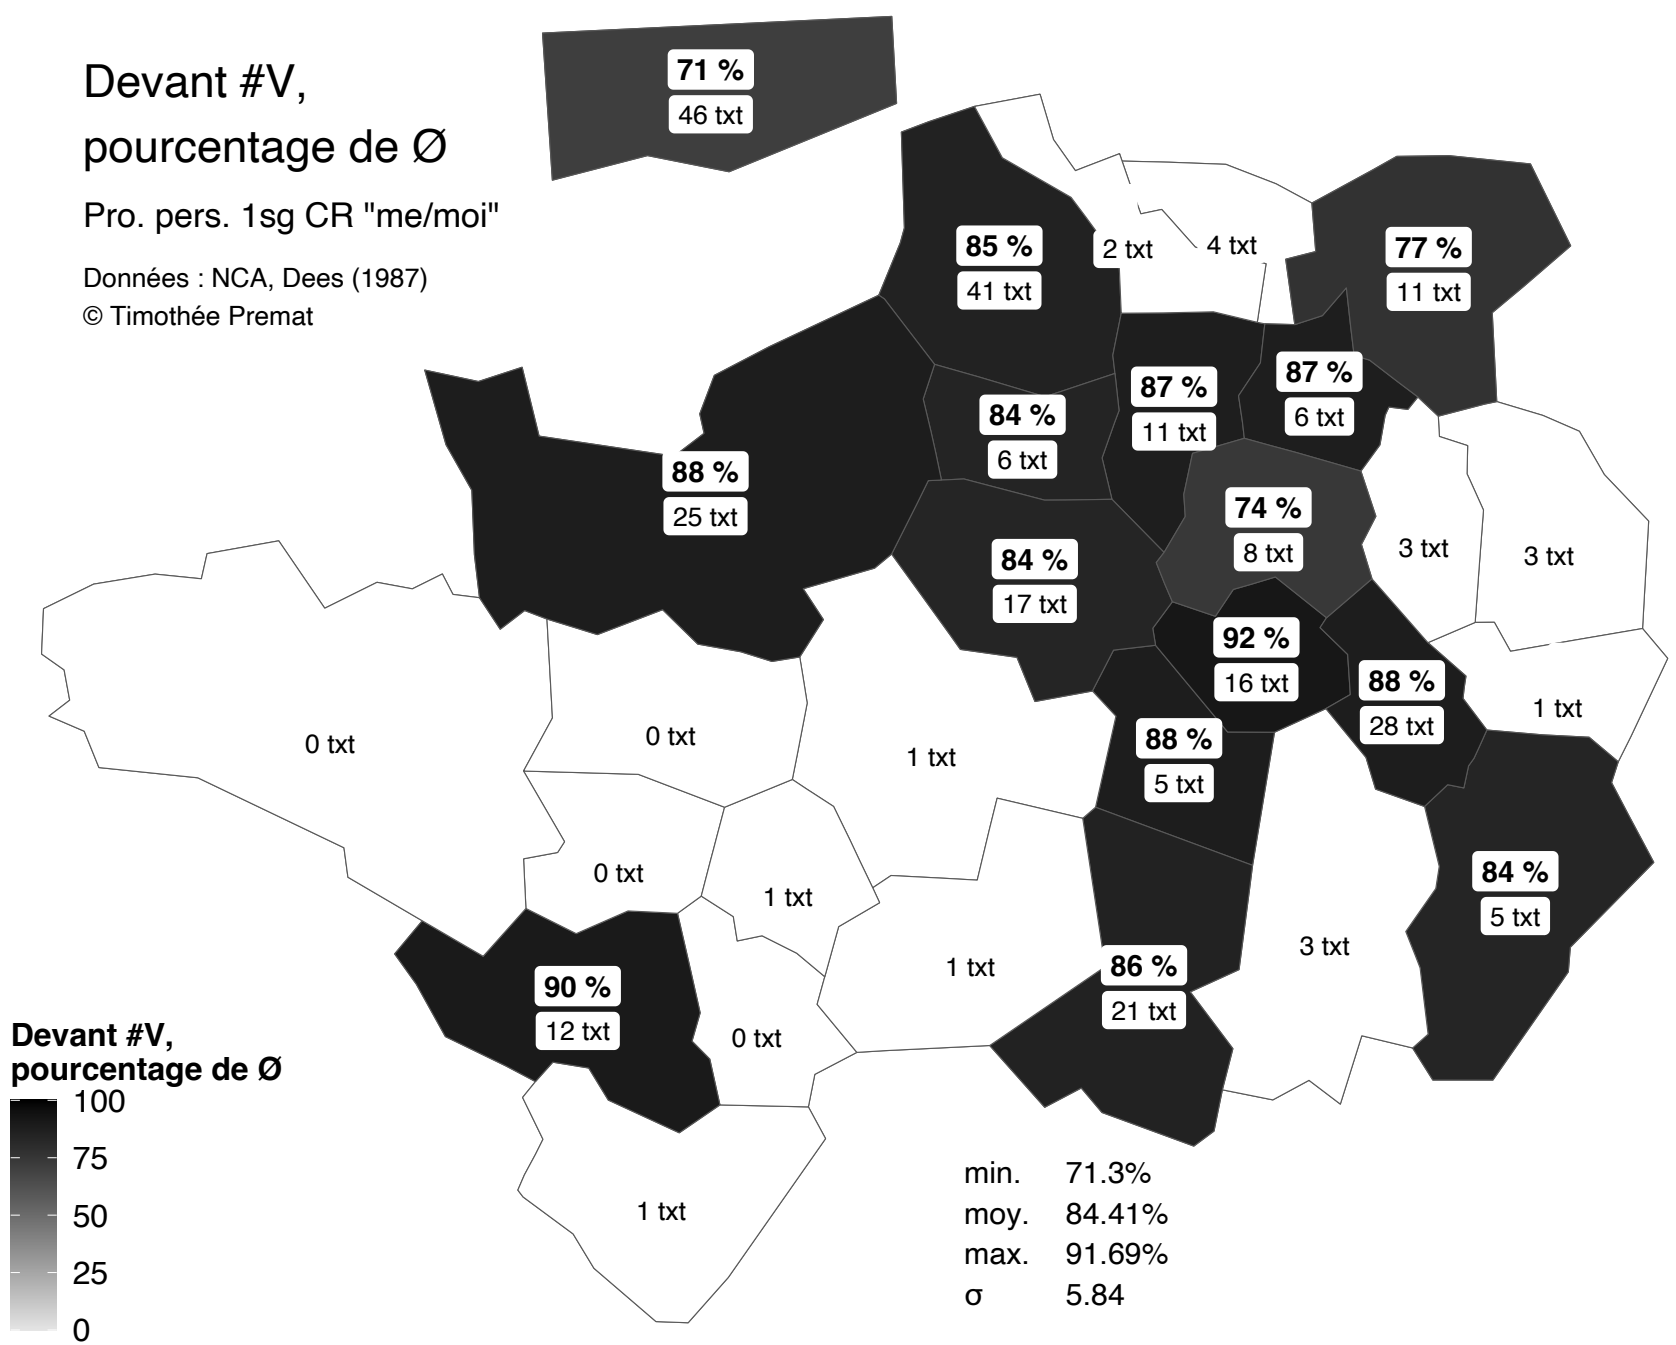 Devant #V,
pourcentage de Ø
Pro. pers. 1sg CR "me/moi"
Données : NCA, Dees (1987)
© Timothée Premat
71 %
46 txt
85 %
41 txt
2 txt
4 txt
77 %
11 txt
87 %
6 txt
87 %
11 txt
84 %
6 txt
88 %
25 txt
74 %
8 txt
3 txt
3 txt
84 %
17 txt
92 %
16 txt
88 %
28 txt
1 txt
0 txt
0 txt
1 txt
88 %
5 txt
0 txt
1 txt
84 %
5 txt
3 txt
1 txt
86 %
21 txt
90 %
12 txt
0 txt
1 txt
Devant #V,
pourcentage de Ø
100
75
50
25
0
min. 71.3%
moy. 84.41%
max. 91.69%
σ 5.84